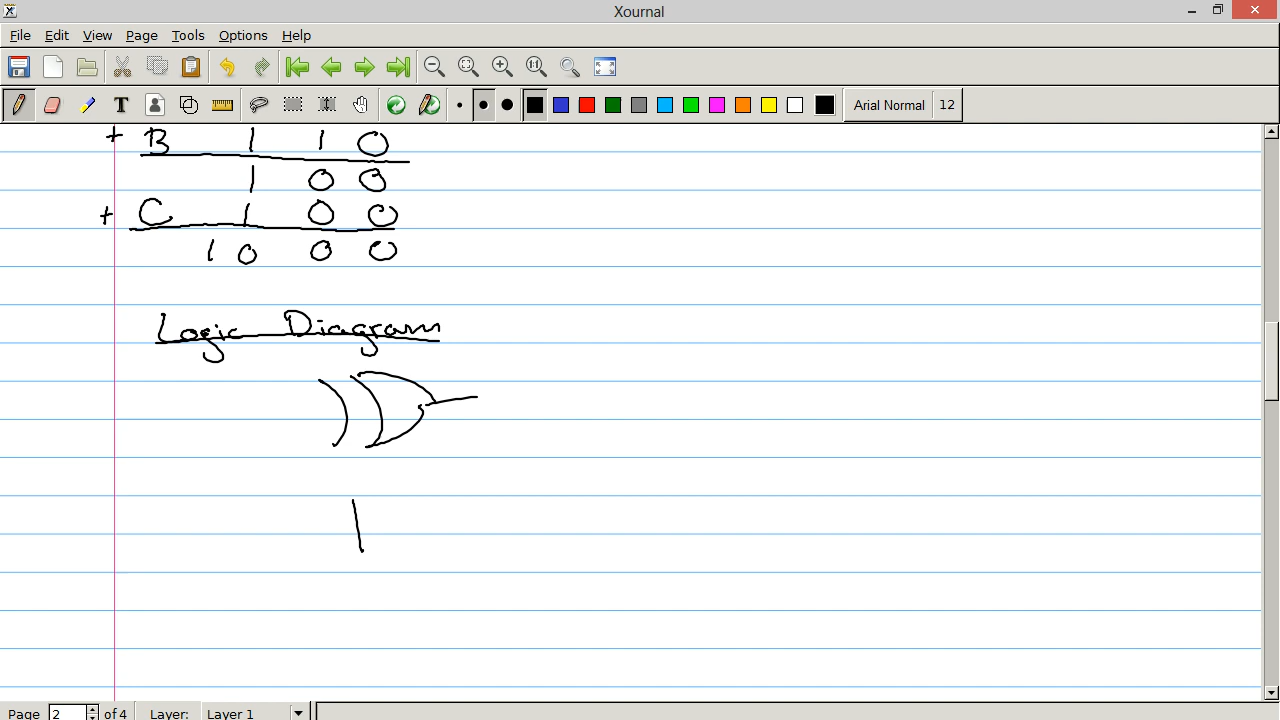 Xournal
File Edit View Page Tools Options Help
Arial Normal 12
+ B 1 1 0
1 0 0
+ C 1 0 0
1 0 0 0
Logic Diagram
Page 2 of 4 Layer: Layer 1